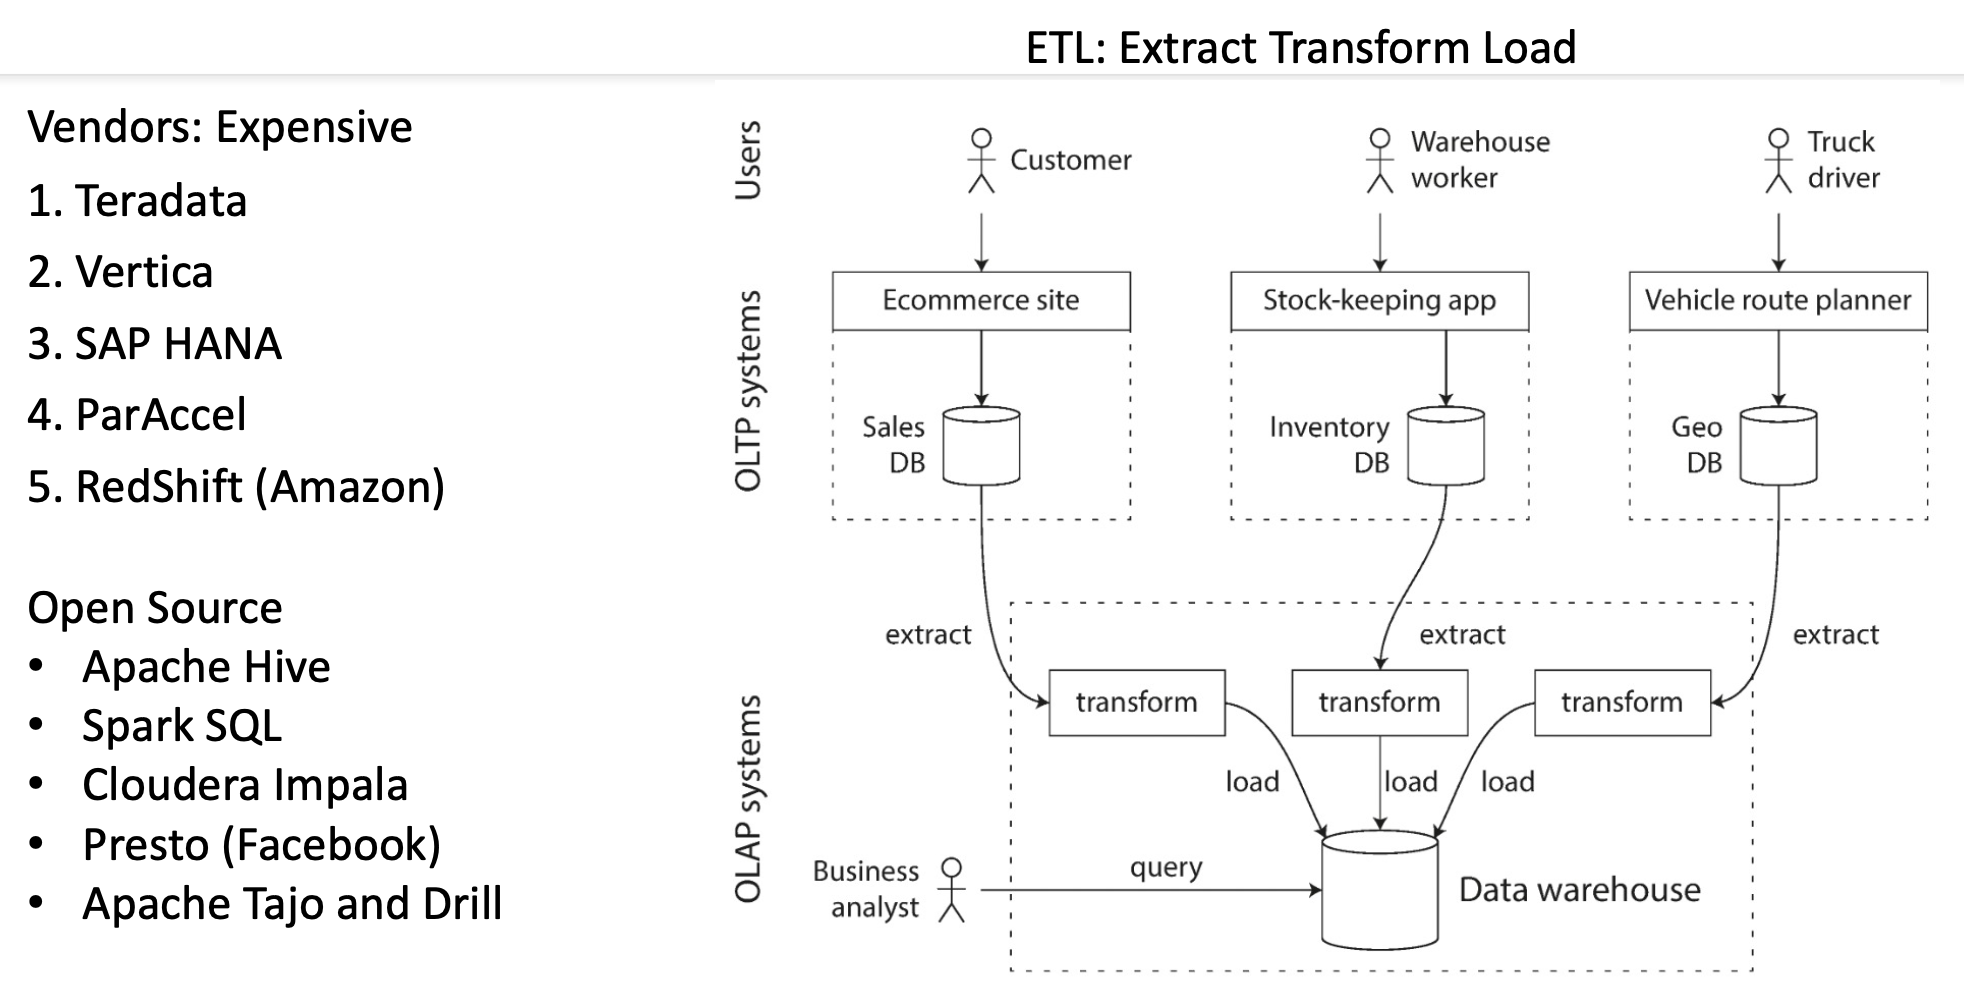 ETL: Extract Transform Load
Vendors: Expensive
1. Teradata
2. Vertica
3. SAP HANA
4. ParAccel
5. RedShift (Amazon)
Open Source
• Apache Hive
• Spark SQL
• Cloudera Impala
• Presto (Facebook)
• Apache Tajo and Drill
Users
Customer
Warehouse
worker
Truck
driver
OLTP systems
Ecommerce site
Stock-keeping app
Vehicle route planner
Sales
DB
Inventory
DB
Geo
DB
extract
extract
extract
OLAP systems
transform
transform
transform
load
load
load
Business
analyst
query
Data warehouse